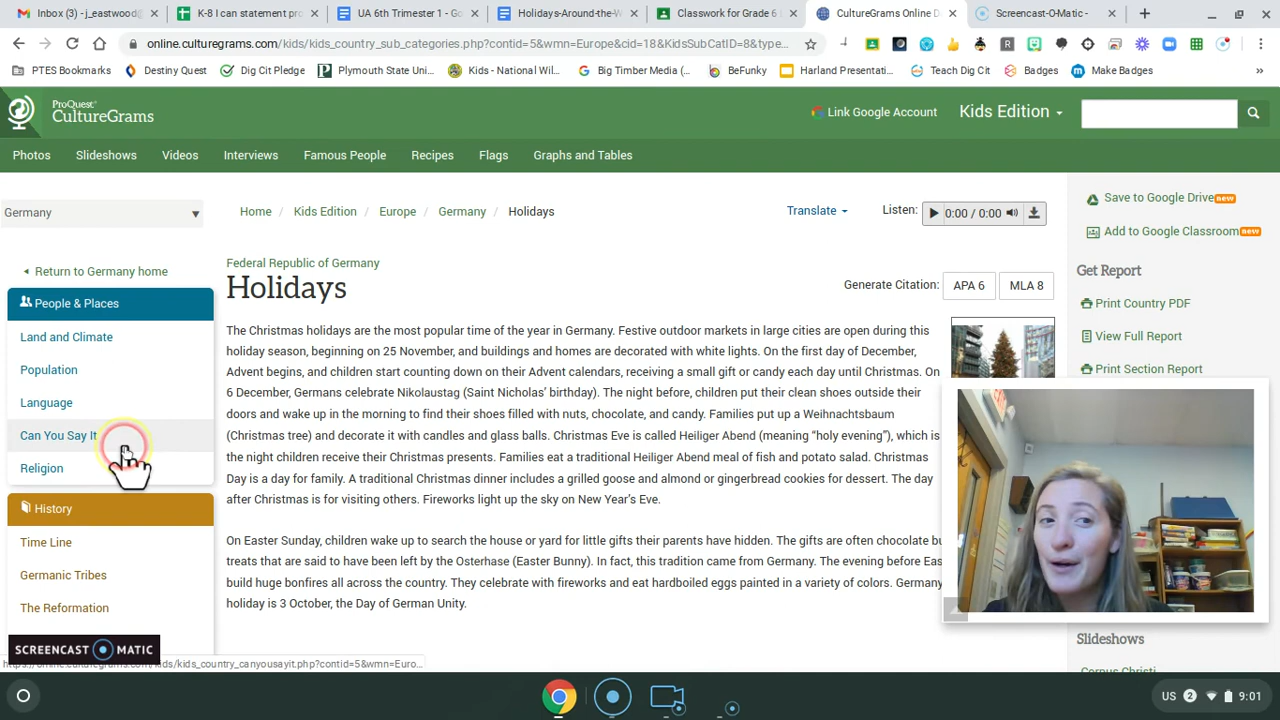 Inbox (91) - j_eastwood@
K-8 I can statement pro
UA 6th Trimester 1 - Go
Holidays-Around-the-W
Classwork for Grade 6 I
CultureGrams Online D
Screencast-O-Matic -
online.culturegrams.com/kids/kids_country_sub_categories.php?contid=5&wmn=Europe&cid=18&KidsSubCatID=8&type...
PTES Bookmarks
Destiny Quest
Dig Cit Pledge
Plymouth State Uni...
Kids - National Wil...
Big Timber Media (...
BeFunky
Harland Presentati...
Teach Dig Cit
Badges
Make Badges
»
ProQuest
CultureGrams
Link Google Account
Kids Edition
Photos
Slideshows
Videos
Interviews
Famous People
Recipes
Flags
Graphs and Tables
Germany
Home / Kids Edition / Europe / Germany / Holidays
Translate
Listen:
0:00 / 0:00
Return to Germany home
People & Places
Land and Climate
Population
Language
Can You Say It
Religion
History
Time Line
Germanic Tribes
The Reformation
Federal Republic of Germany
Holidays
Generate Citation:
APA 6
MLA 8
The Christmas holidays are the most popular time of the year in Germany. Festive outdoor markets in large cities are open during this
holiday season, beginning on 25 November, and buildings and homes are decorated with white lights. On the first day of December,
Advent begins, and children start counting down on their Advent calendars, receiving a small gift or candy each day until Christmas. On
6 December, Germans celebrate Nikolaustag (Saint Nicholas' birthday). The night before, children put their clean shoes outside their
doors and wake up in the morning to find their shoes filled with nuts, chocolate, and candy. Families put up a Weihnachtsbaum
(Christmas tree) and decorate it with candles and glass balls. Christmas Eve is called Heiliger Abend (meaning “holy evening”), which is
the night children receive their Christmas presents. Families eat a traditional Heiliger Abend meal of fish and potato salad. Christmas
Day is a day for family. A traditional Christmas dinner includes a grilled goose and almond or gingerbread cookies for dessert. The day
after Christmas is for visiting others. Fireworks light up the sky on New Year's Eve.
On Easter Sunday, children wake up to search the house or yard for little gifts their parents have hidden. The gifts are often chocolate bu
treats that are said to have been left by the Osterhase (Easter Bunny). In fact, this tradition came from Germany. The evening before Eas
build huge bonfires all across the country. They celebrate with fireworks and eat hardboiled eggs painted in a variety of colors. Germany
holiday is 3 October, the Day of German Unity.
Save to Google Drive new
Add to Google Classroom new
Get Report
Print Country PDF
View Full Report
Print Section Report
Slideshows
Corpus Christi
SCREENCAST O MATIC
https://online.culturegrams.com/kids/kids_country_canyousayit.php?contid=5&wmn=Euro...
US 2 9:01